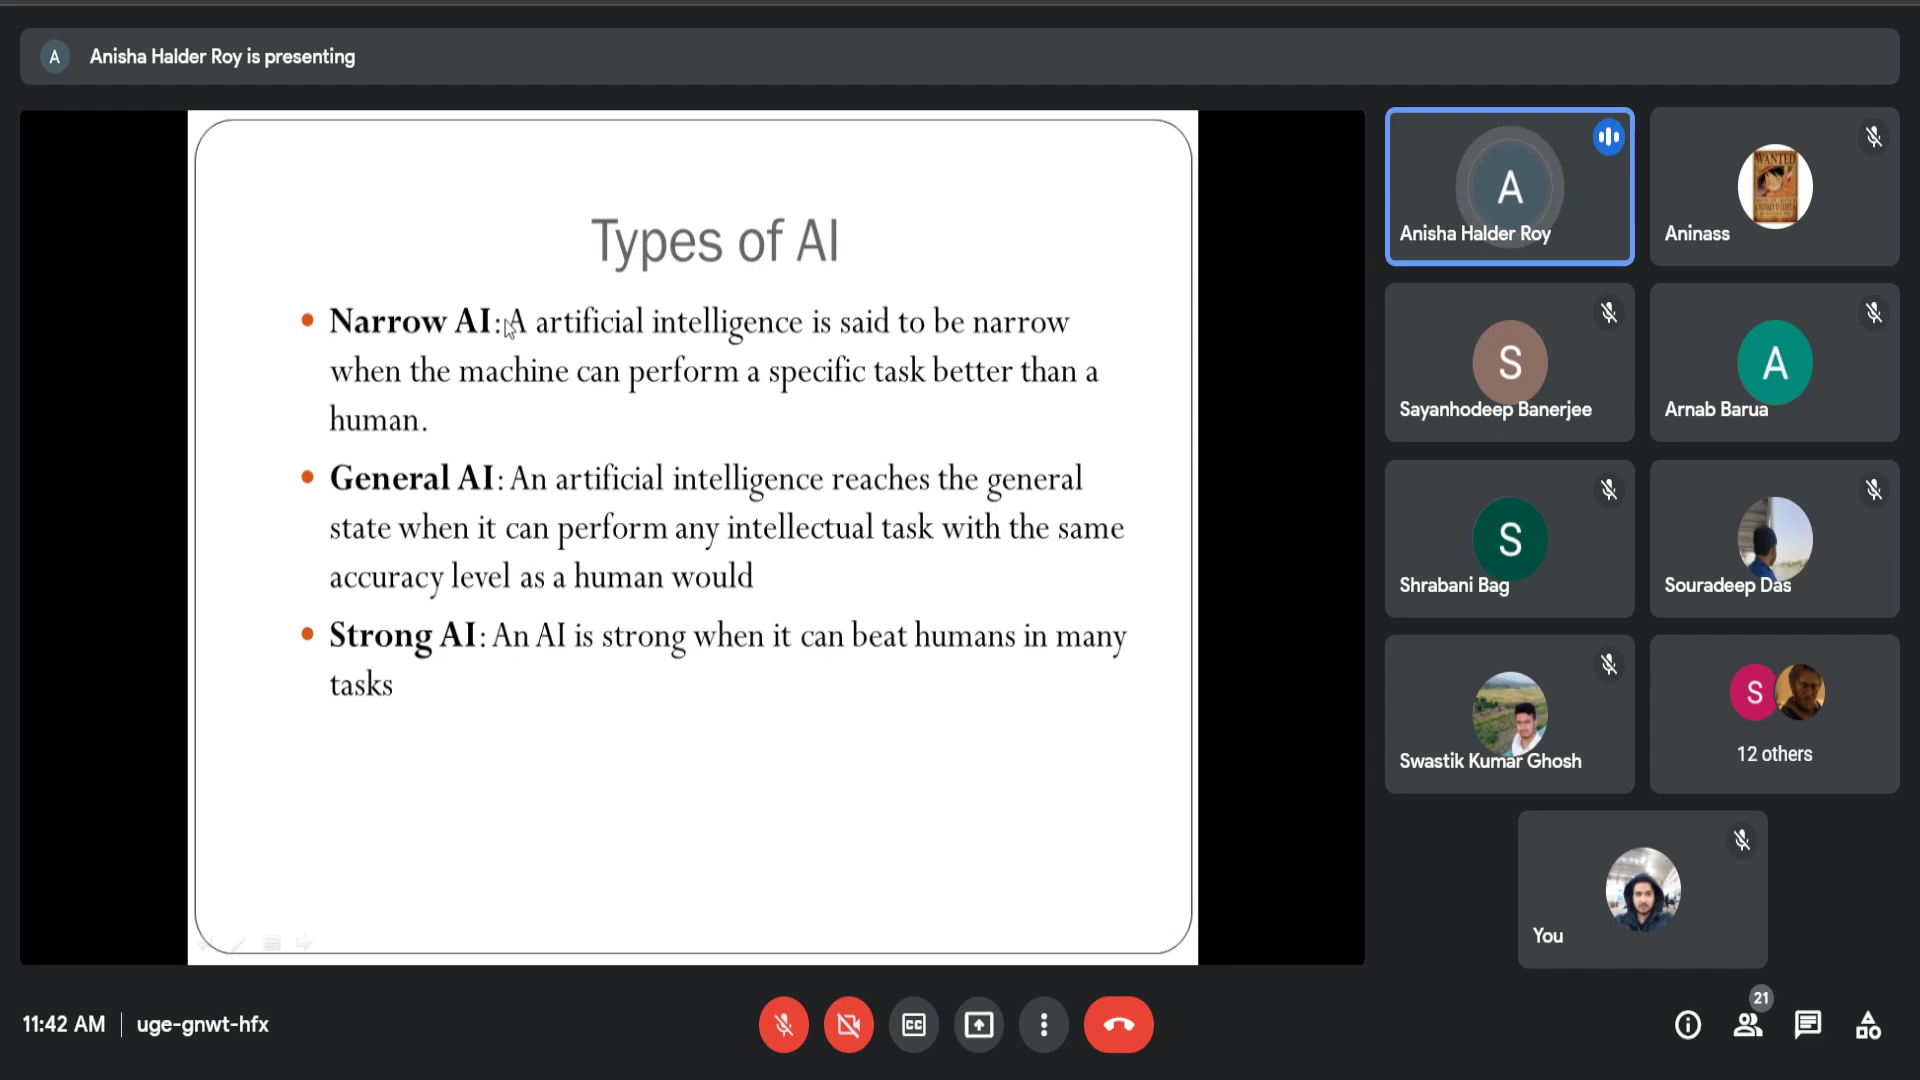 A Anisha Halder Roy is presenting
Types of AI
• Narrow AI: A artificial intelligence is said to be narrow
when the machine can perform a specific task better than a
human.
• General AI: An artificial intelligence reaches the general
state when it can perform any intellectual task with the same
accuracy level as a human would
• Strong AI: An AI is strong when it can beat humans in many
tasks
A
Anisha Halder Roy
WANTED
Aninass
S
Sayanhodeep Banerjee
A
Arnab Barua
S
Shrabani Bag
Souradeep Das
Swastik Kumar Ghosh
S
12 others
You
11:42 AM | uge-gnwt-hfx
CC
21